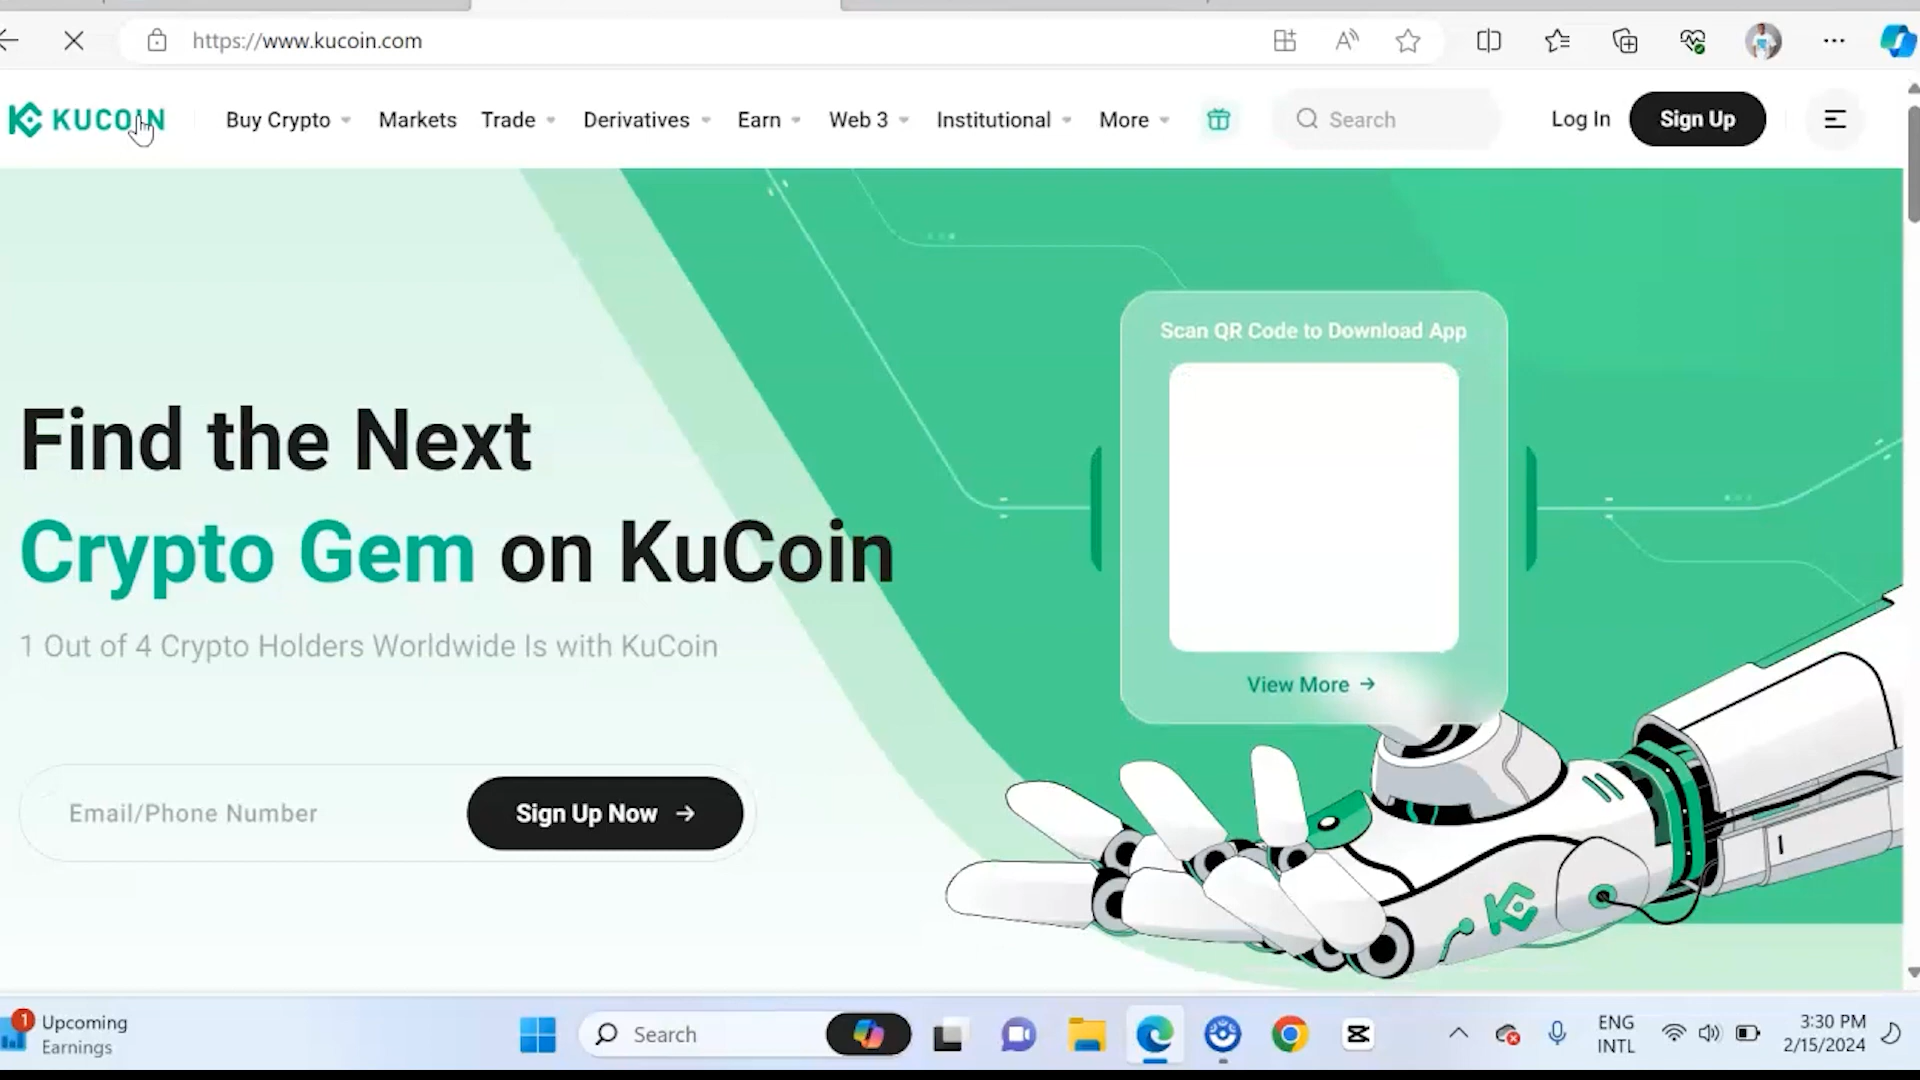 https://www.kucoin.com
KUCOIN
Buy Crypto
Markets
Trade
Derivatives
Earn
Web 3
Institutional
More
Search
Log In
Sign Up
Scan QR Code to Download App
View More →
Find the Next
Crypto Gem on KuCoin
1 Out of 4 Crypto Holders Worldwide Is with KuCoin
Email/Phone Number
Sign Up Now →
1
Upcoming
Earnings
Search
ENG
INTL
3:30 PM
2/15/2024